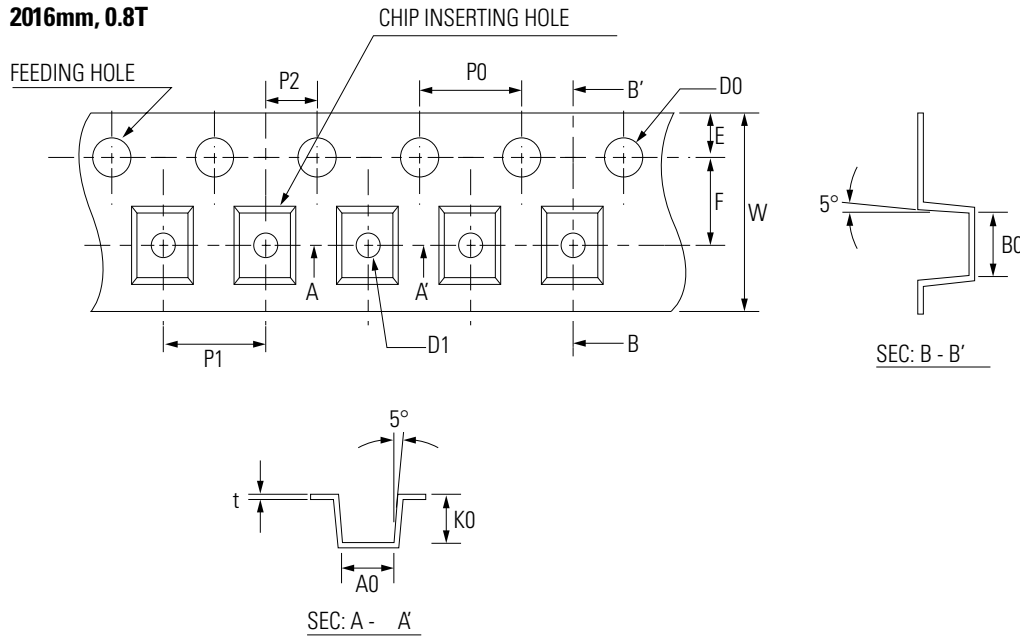 2016mm, 0.8T
CHIP INSERTING HOLE
FEEDING HOLE
P2
P0
B'
D0
E
F
W
5°
B0
A
A'
P1
D1
B
SEC: B - B'
5°
t
K0
A0
SEC: A - A'